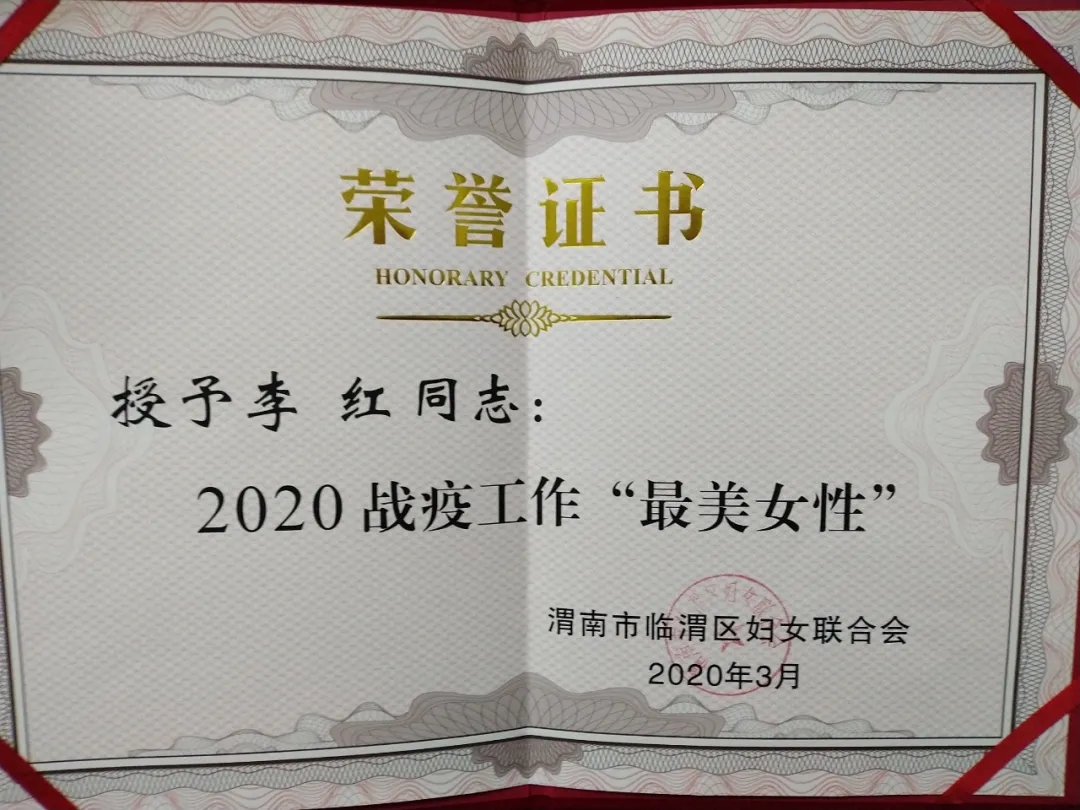 荣誉证书
HONORARY CREDENTIAL
授予李 红同志：
2020战疫工作“最美女性”
渭南市临渭区妇女联合会
2020年3月